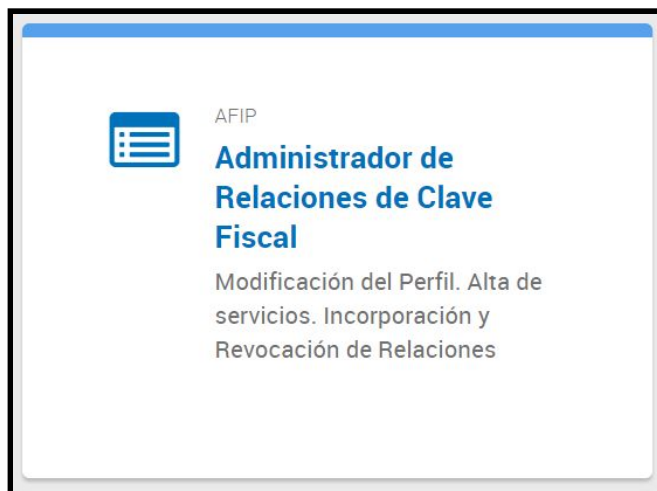 AFIP
Administrador de
Relaciones de Clave
Fiscal
Modificación del Perfil. Alta de
servicios. Incorporación y
Revocación de Relaciones